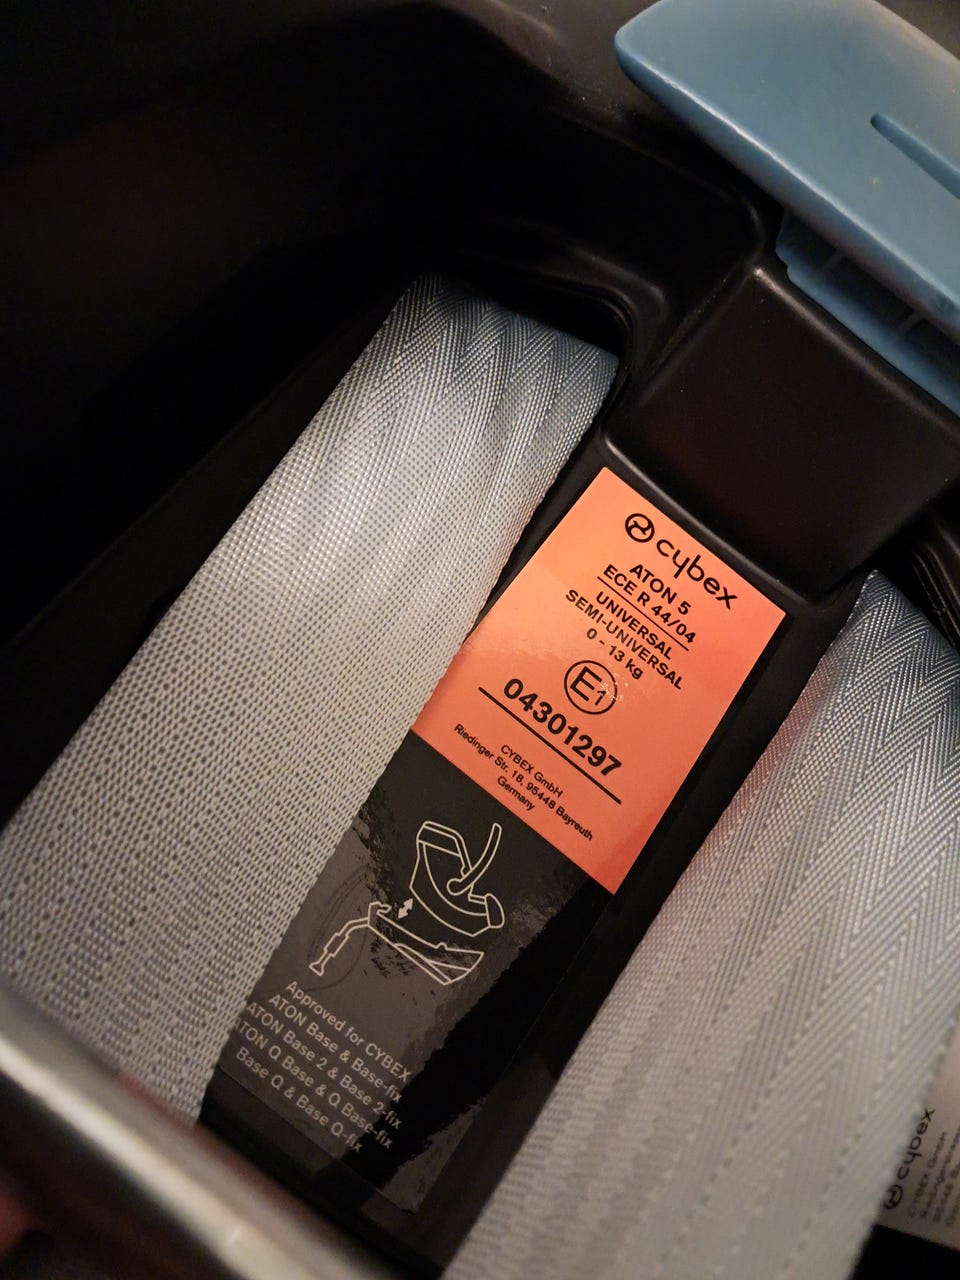 cybex
ATON 5
ECE R 44/04
UNIVERSAL
SEMI-UNIVERSAL
0 - 13 kg
E1
04301297
CYBEX GmbH
Riedinger Str. 18, 95448 Bayreuth
Germany
Approved for CYBEX
ATON Base & Base-fix
ATON Base 2 & Base 2-fix
ATON Q Base & Q Base-fix
Base Q & Base Q-fix
cybex
CYBEX GmbH